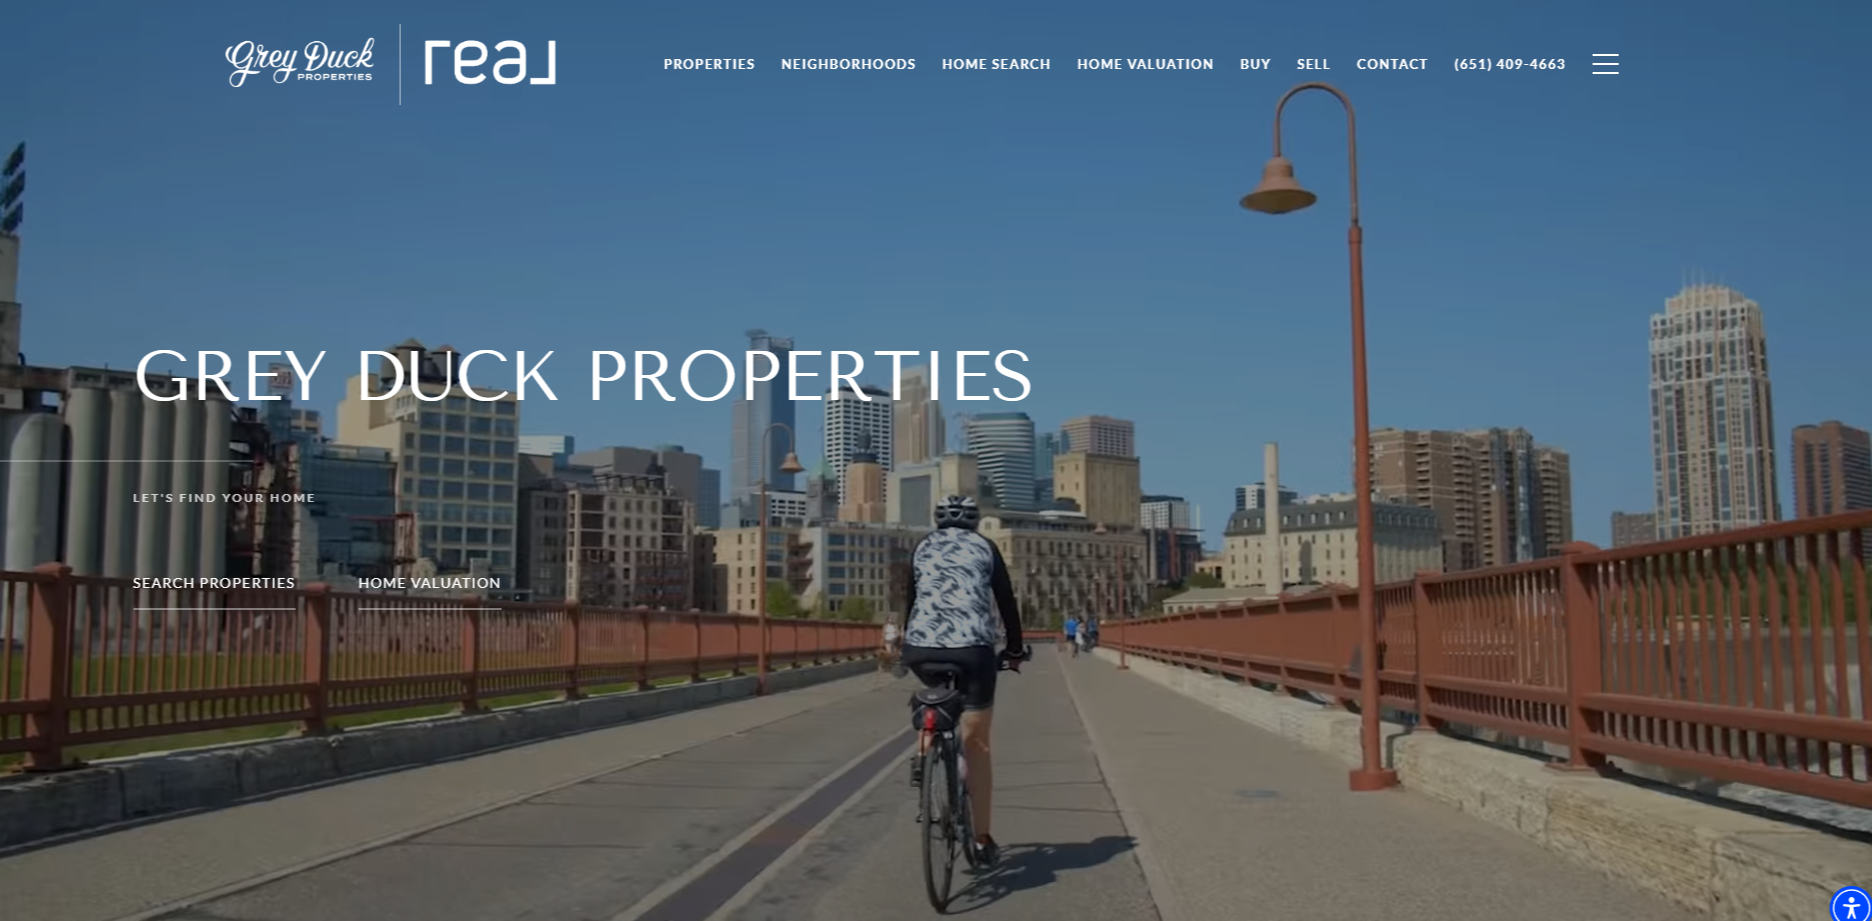 Grey Duck
PROPERTIES
real
PROPERTIES
NEIGHBORHOODS
HOME SEARCH
HOME VALUATION
BUY
SELL
CONTACT
(651) 409-4663
GREY DUCK PROPERTIES
LET'S FIND YOUR HOME
SEARCH PROPERTIES
HOME VALUATION